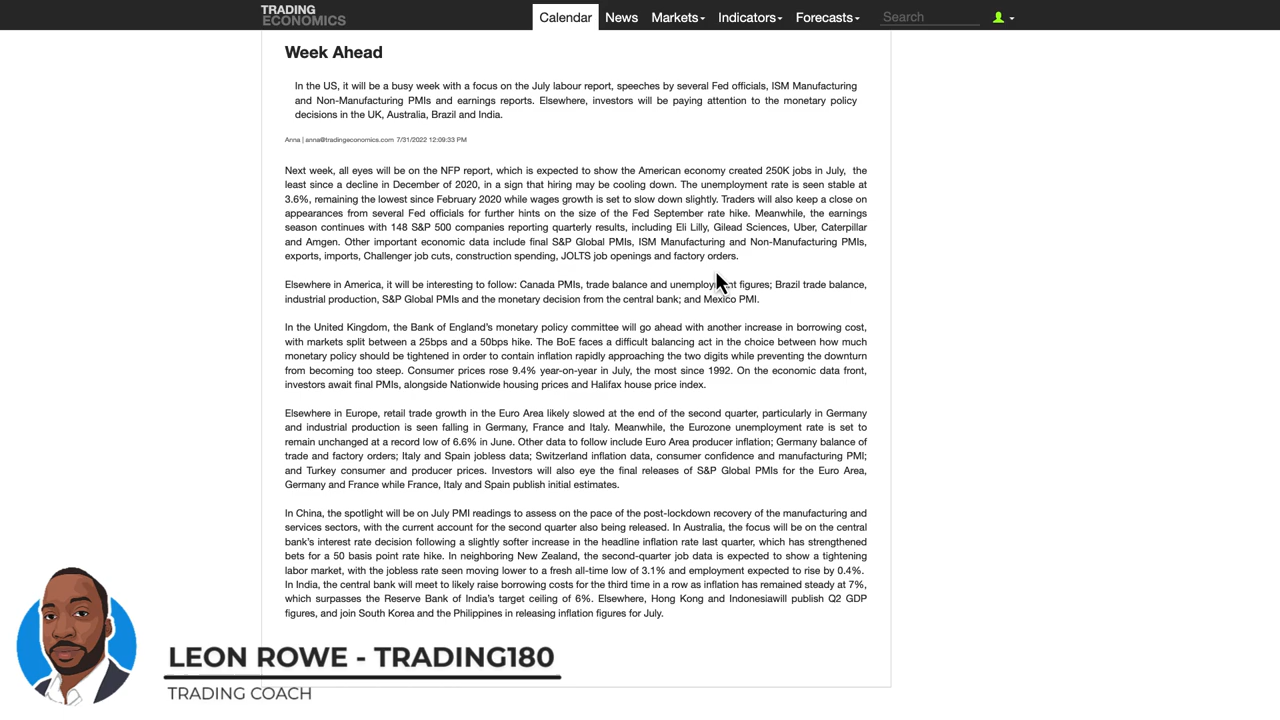 TRADING
ECONOMICS
Calendar News Markets Indicators Forecasts Search
Week Ahead
In the US, it will be a busy week with a focus on the July labour report, speeches by several Fed officials, ISM Manufacturing
and Non-Manufacturing PMIs and earnings reports. Elsewhere, investors will be paying attention to the monetary policy
decisions in the UK, Australia, Brazil and India.
Anna | anna@tradingeconomics.com 7/31/2022 12:09:33 PM
Next week, all eyes will be on the NFP report, which is expected to show the American economy created 250K jobs in July, the
least since a decline in December of 2020, in a sign that hiring may be cooling down. The unemployment rate is seen stable at
3.6%, remaining the lowest since February 2020 while wages growth is set to slow down slightly. Traders will also keep a close on
appearances from several Fed officials for further hints on the size of the Fed September rate hike. Meanwhile, the earnings
season continues with 148 S&P 500 companies reporting quarterly results, including Eli Lilly, Gilead Sciences, Uber, Caterpillar
and Amgen. Other important economic data include final S&P Global PMIs, ISM Manufacturing and Non-Manufacturing PMIs,
exports, imports, Challenger job cuts, construction spending, JOLTS job openings and factory orders.
Elsewhere in America, it will be interesting to follow: Canada PMIs, trade balance and unemployment figures; Brazil trade balance,
industrial production, S&P Global PMIs and the monetary decision from the central bank; and Mexico PMI.
In the United Kingdom, the Bank of England's monetary policy committee will go ahead with another increase in borrowing cost,
with markets split between a 25bps and a 50bps hike. The BoE faces a difficult balancing act in the choice between how much
monetary policy should be tightened in order to contain inflation rapidly approaching the two digits while preventing the downturn
from becoming too steep. Consumer prices rose 9.4% year-on-year in July, the most since 1992. On the economic data front,
investors await final PMIs, alongside Nationwide housing prices and Halifax house price index.
Elsewhere in Europe, retail trade growth in the Euro Area likely slowed at the end of the second quarter, particularly in Germany
and industrial production is seen falling in Germany, France and Italy. Meanwhile, the Eurozone unemployment rate is set to
remain unchanged at a record low of 6.6% in June. Other data to follow include Euro Area producer inflation; Germany balance of
trade and factory orders; Italy and Spain jobless data; Switzerland inflation data, consumer confidence and manufacturing PMI;
and Turkey consumer and producer prices. Investors will also eye the final releases of S&P Global PMIs for the Euro Area,
Germany and France while France, Italy and Spain publish initial estimates.
In China, the spotlight will be on July PMI readings to assess on the pace of the post-lockdown recovery of the manufacturing and
services sectors, with the current account for the second quarter also being released. In Australia, the focus will be on the central
bank's interest rate decision following a slightly softer increase in the headline inflation rate last quarter, which has strengthened
bets for a 50 basis point rate hike. In neighboring New Zealand, the second-quarter job data is expected to show a tightening
labor market, with the jobless rate seen moving lower to a fresh all-time low of 3.1% and employment expected to rise by 0.4%.
In India, the central bank will meet to likely raise borrowing costs for the third time in a row as inflation has remained steady at 7%,
which surpasses the Reserve Bank of India's target ceiling of 6%. Elsewhere, Hong Kong and Indonesiawill publish Q2 GDP
figures, and join South Korea and the Philippines in releasing inflation figures for July.
LEON ROWE - TRADING180
TRADING COACH